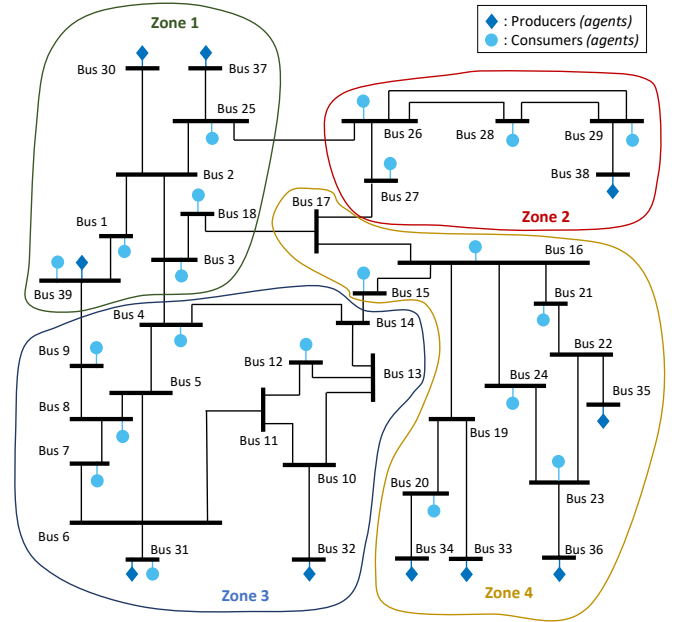 Zone 1
: Producers (agents)
: Consumers (agents)
Bus 30
Bus 37
Bus 25
Bus 26
Bus 28
Bus 29
Bus 38
Bus 2
Bus 27
Bus 17
Bus 18
Zone 2
Bus 1
Bus 3
Bus 16
Bus 39
Bus 15
Bus 21
Bus 4
Bus 14
Bus 9
Bus 12
Bus 13
Bus 22
Bus 5
Bus 24
Bus 35
Bus 8
Bus 11
Bus 19
Bus 7
Bus 10
Bus 20
Bus 23
Bus 6
Bus 31
Bus 32
Bus 34
Bus 33
Bus 36
Zone 3
Zone 4